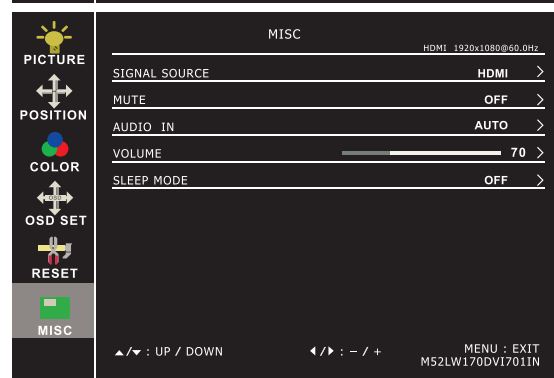 MISC
HDMI 1920x1080@60.0Hz
PICTURE
POSITION
COLOR
OSD
OSD SET
RESET
MISC
SIGNAL SOURCE HDMI >
MUTE OFF >
AUDIO IN AUTO >
VOLUME 70 >
SLEEP MODE OFF >
▲/▼ : UP / DOWN ◀/▶ : – / + MENU : EXIT
M52LW170DVI701IN